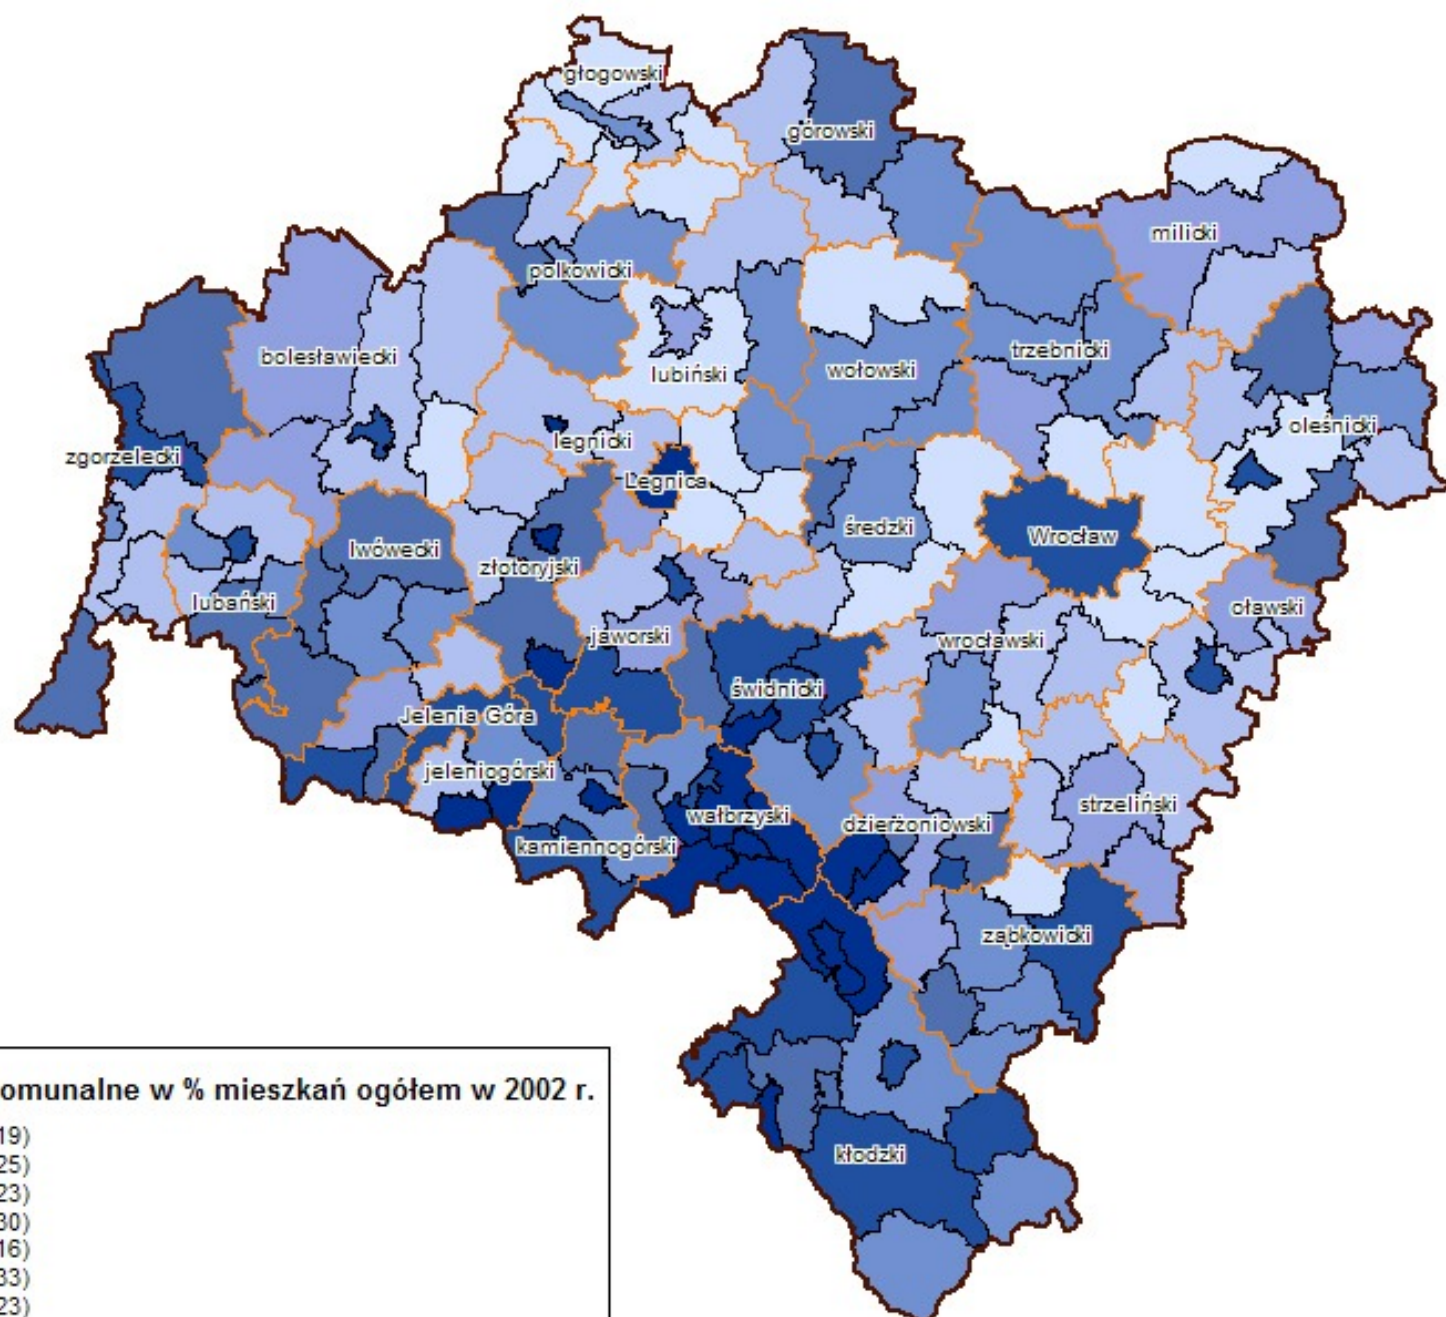 głogowski
górowski
milicki
polkowicki
bolesławiecki
trzebnicki
lubiński
wołowski
oleśnicki
legnicki
zgorzelecki
Legnica
średzki
Wrocław
lwówecki
złotoryjski
lubański
oławski
jaworski
wrocławski
świdnicki
Jelenia Góra
jeleniogórski
strzeliński
wałbrzyski
dzierżoniowski
kamiennogórski
ząbkowicki
kłodzki
omunalne w % mieszkań ogółem w 2002 r.
19)
25)
23)
30)
16)
33)
23)